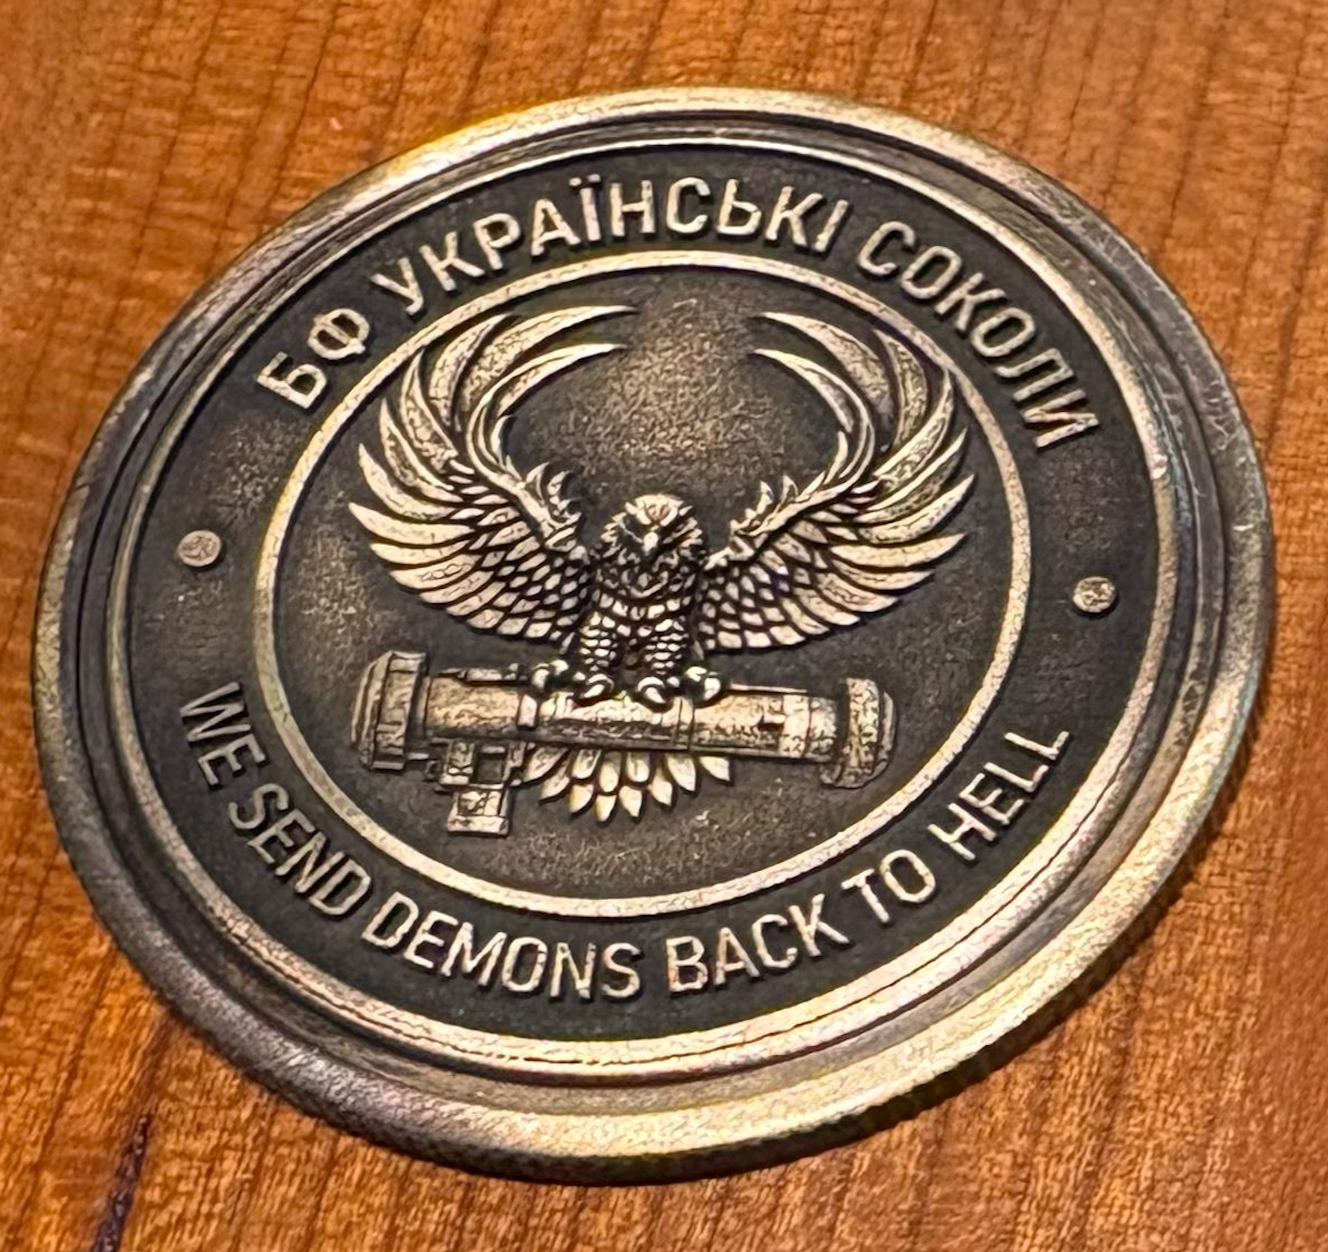 БФ УКРАЇНСЬКІ СОКОЛИ
WE SEND DEMONS BACK TO HELL